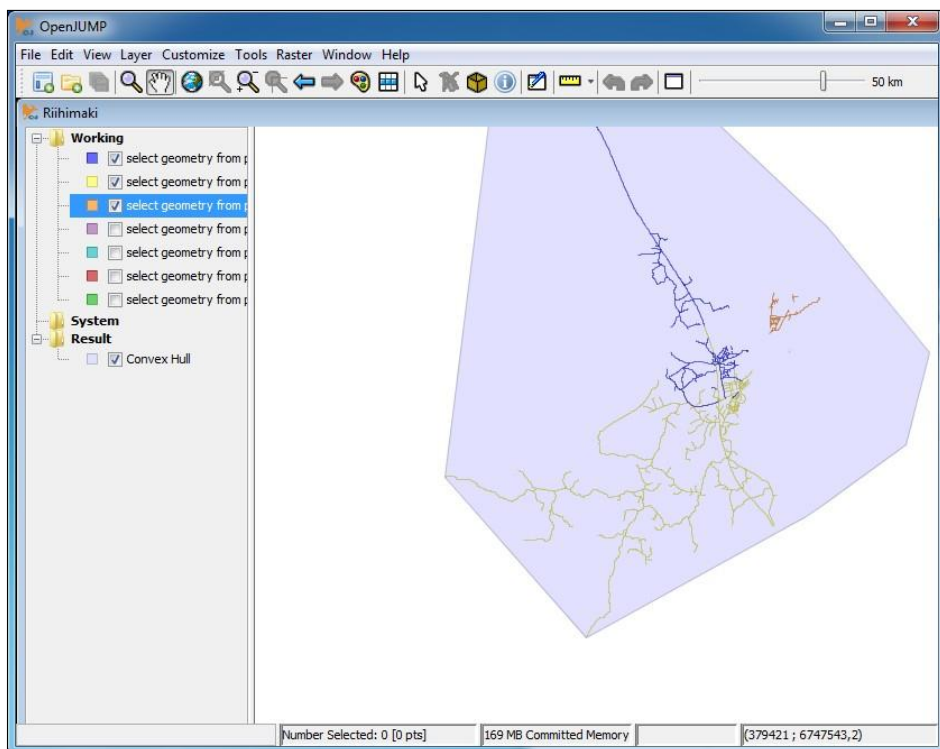 OpenJUMP
File Edit View Layer Customize Tools Raster Window Help
50 km
Riihimaki
Working
select geometry from p
select geometry from p
select geometry from p
select geometry from p
select geometry from p
select geometry from p
select geometry from p
System
Result
Convex Hull
Number Selected: 0 [0 pts] 169 MB Committed Memory (379421 ; 6747543,2)